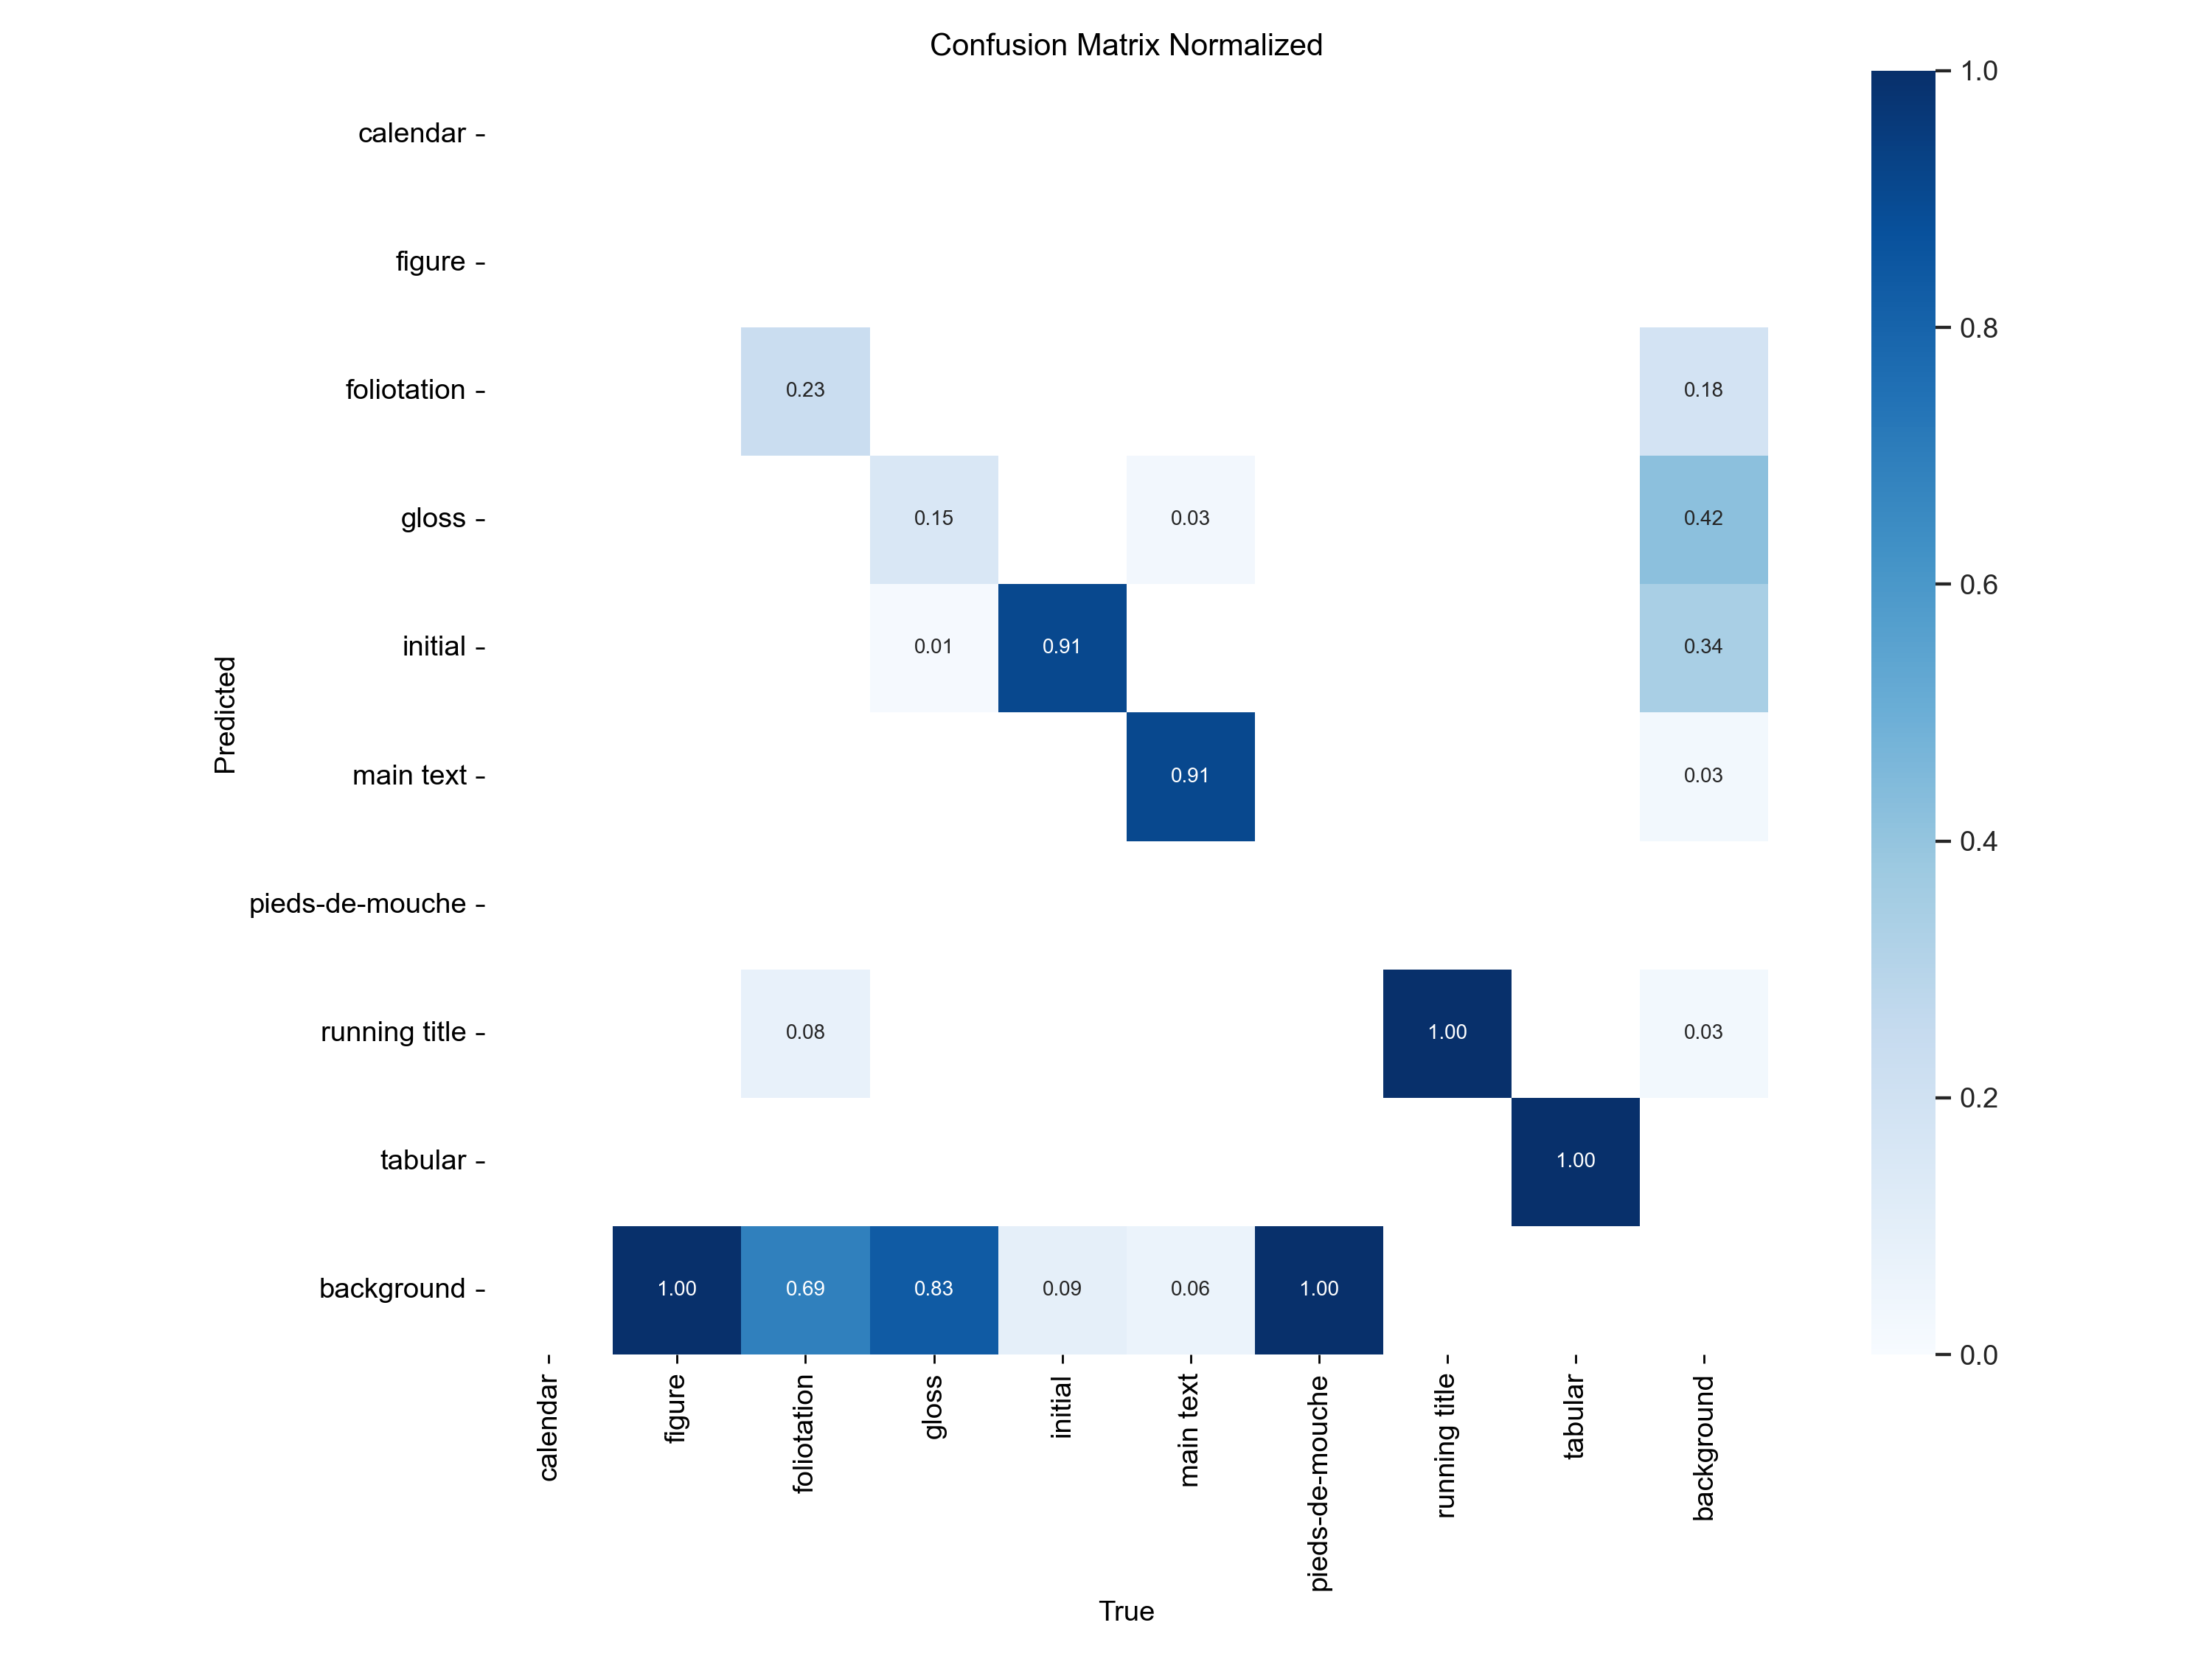 Confusion Matrix Normalized
calendar
figure
foliotation 0.23 0.18
gloss 0.15 0.03 0.42
initial 0.01 0.91 0.34
main text 0.91 0.03
pieds-de-mouche
running title 0.08 1.00 0.03
tabular 1.00
background 1.00 0.69 0.83 0.09 0.06 1.00
Predicted
calendar figure foliotation gloss initial main text pieds-de-mouche running title tabular background
True
1.0
0.8
0.6
0.4
0.2
0.0